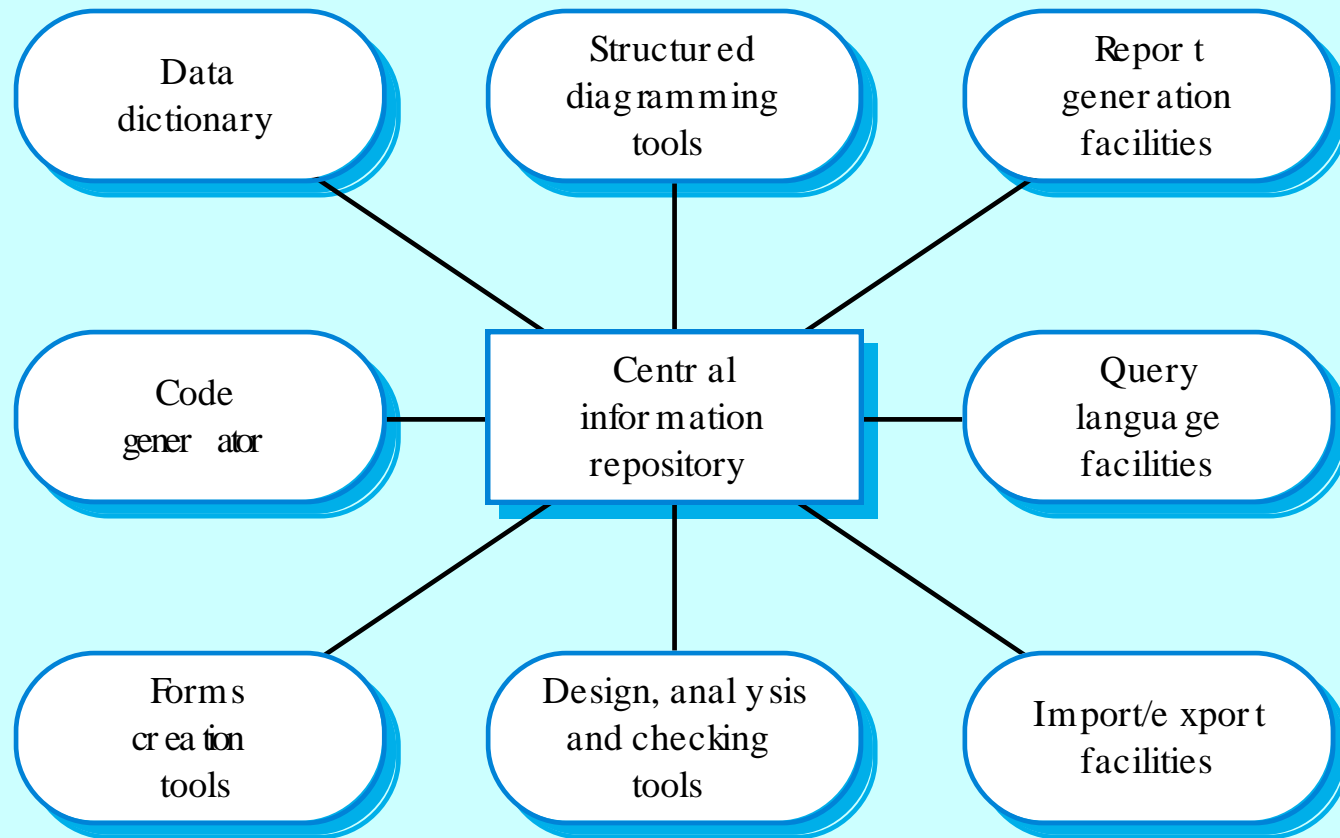 Data
dictionary
Structured
diagramming
tools
Report
generation
facilities
Code
generator
Central
information
repository
Query
language
facilities
Forms
creation
tools
Design, analysis
and checking
tools
Import/export
facilities